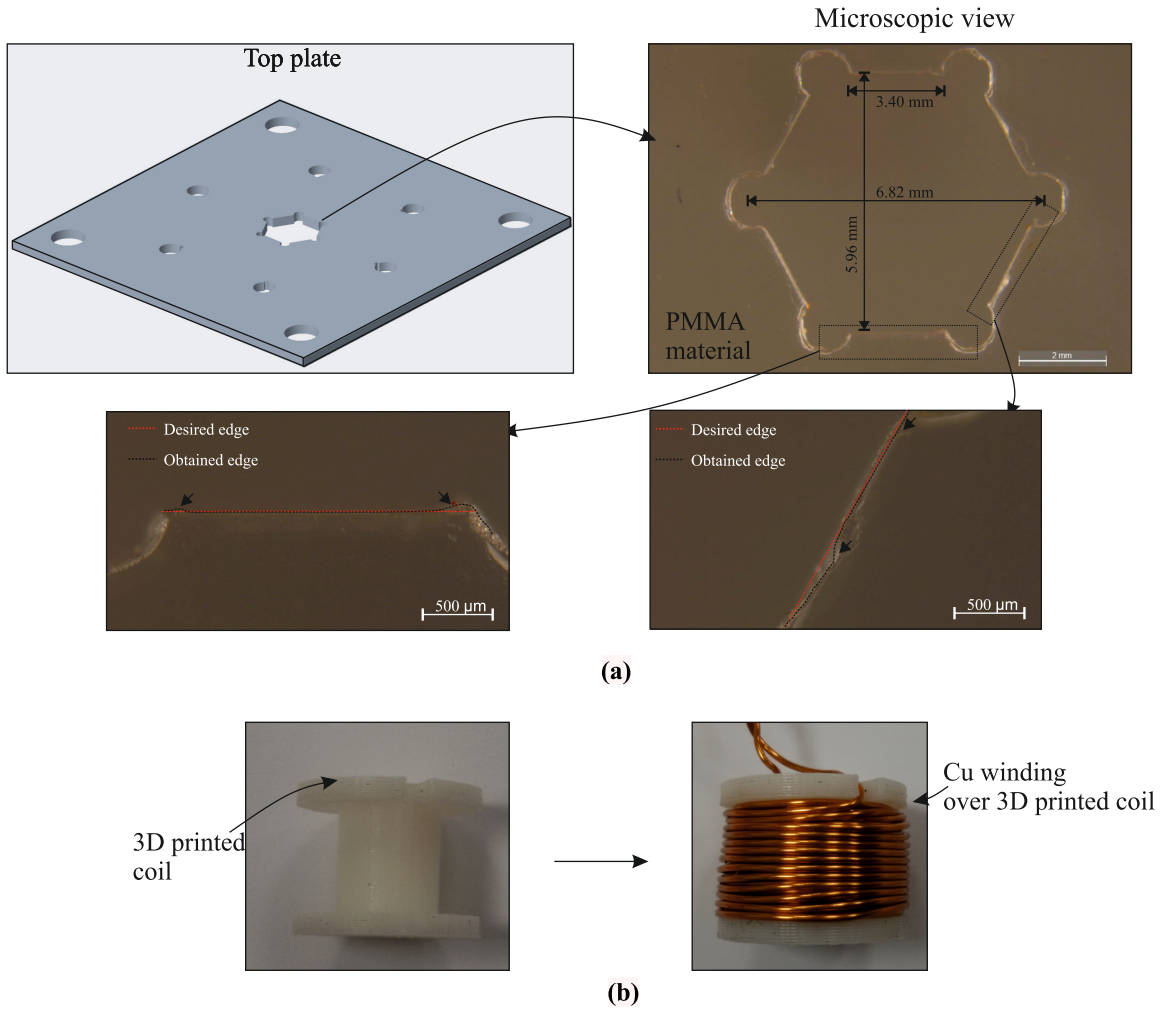 Microscopic view
Top plate
3.40 mm
6.82 mm
5.96 mm
PMMA
material
2 mm
Desired edge
Obtained edge
500 µm
Desired edge
Obtained edge
500 µm
(a)
3D printed
coil
Cu winding
over 3D printed coil
(b)